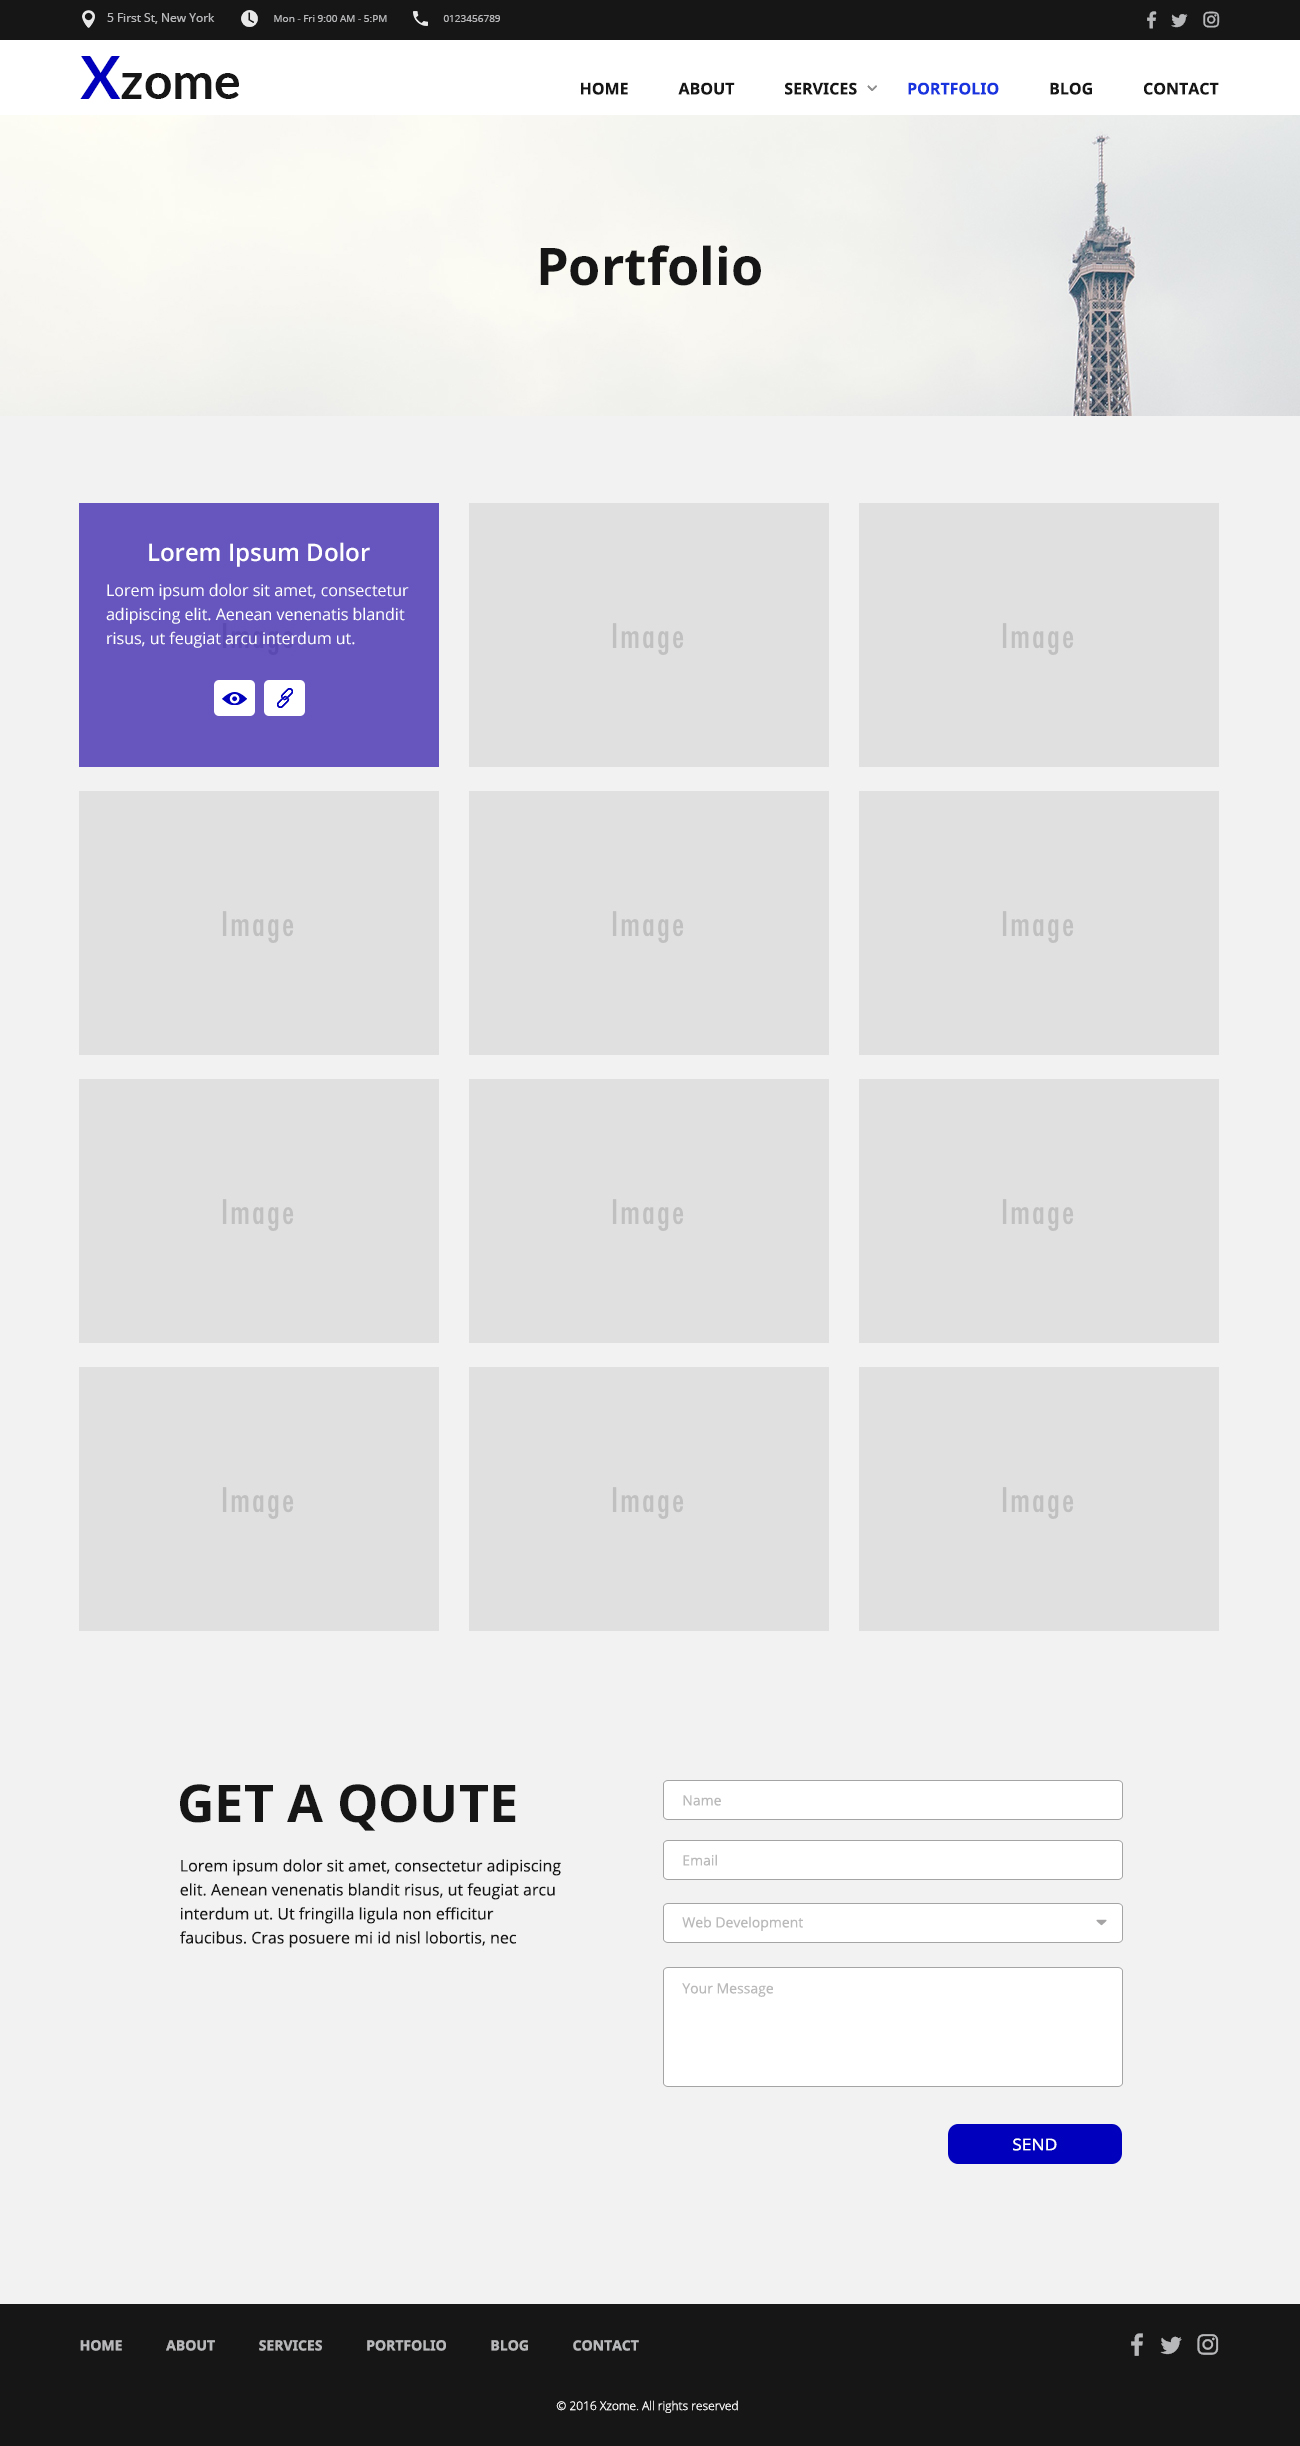 5 First St, New York
Mon - Fri 9:00 AM - 5:PM
0123456789
Xzome
HOME ABOUT SERVICES PORTFOLIO BLOG CONTACT
Portfolio
Lorem Ipsum Dolor
Lorem ipsum dolor sit amet, consectetur
adipiscing elit. Aenean venenatis blandit
risus, ut feugiat arcu interdum ut.
Image
Image
Image
Image
Image
Image
Image
Image
Image
Image
Image
Image
GET A QOUTE
Lorem ipsum dolor sit amet, consectetur adipiscing
elit. Aenean venenatis blandit risus, ut feugiat arcu
interdum ut. Ut fringilla ligula non efficitur
faucibus. Cras posuere mi id nisl lobortis, nec
Name
Email
Web Development
Your Message
SEND
HOME ABOUT SERVICES PORTFOLIO BLOG CONTACT
© 2016 Xzome. All rights reserved